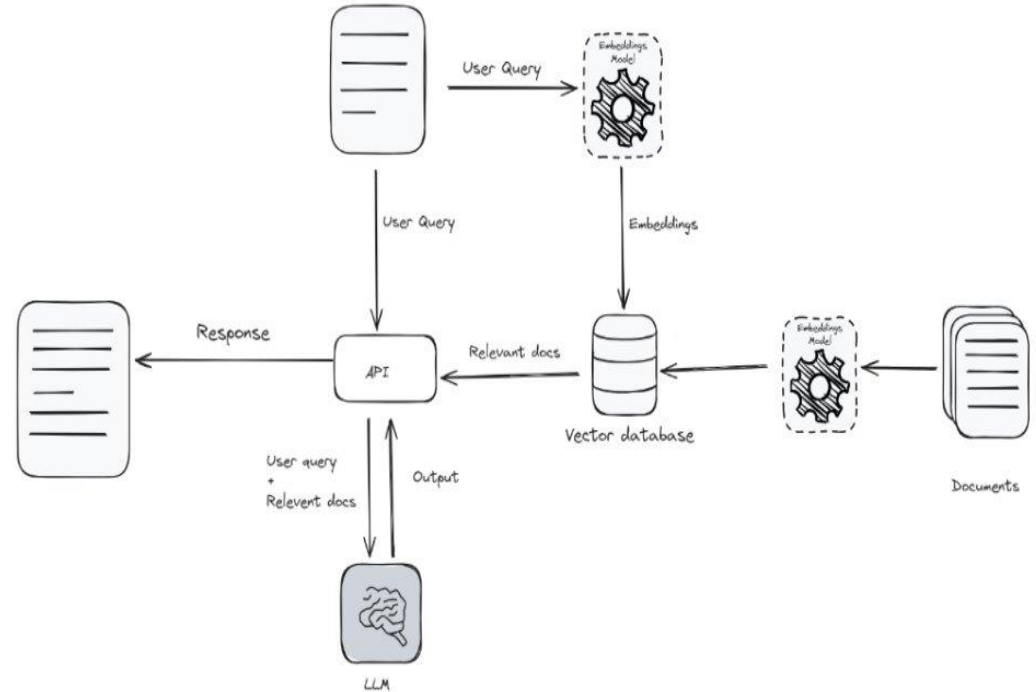 Embeddings
Model
User Query
User Query
Embeddings
Response
API
Relevant docs
Embeddings
Model
Vector database
User query
+
Relevent docs
Output
Documents
LLM